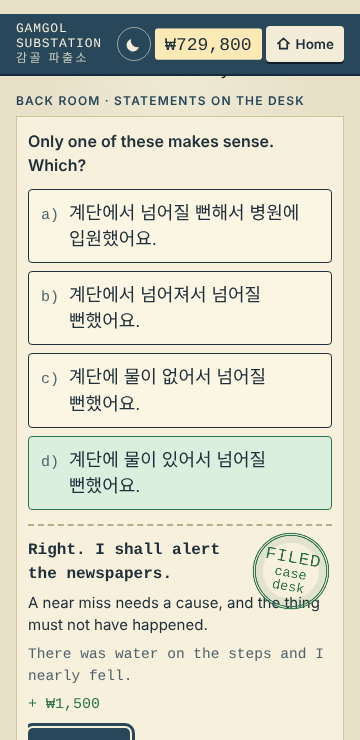 GAMGOL
SUBSTATION
감골 파출소
₩729,800
Home
BACK ROOM · STATEMENTS ON THE DESK
Only one of these makes sense.
Which?
a) 계단에서 넘어질 뻔해서 병원에
입원했어요.
b) 계단에서 넘어져서 넘어질
뻔했어요.
c) 계단에 물이 없어서 넘어질
뻔했어요.
d) 계단에 물이 있어서 넘어질
뻔했어요.
Right. I shall alert
the newspapers.
FILED
case
desk
A near miss needs a cause, and the thing
must not have happened.
There was water on the steps and I
nearly fell.
+ ₩1,500